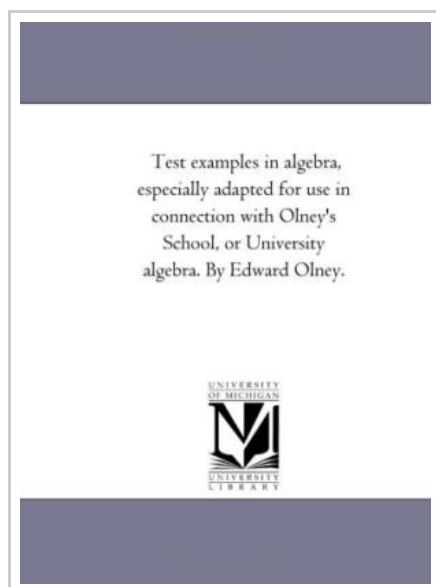 Test examples in algebra,
especially adapted for use in
connection with Olney's
School, or University
algebra. By Edward Olney.
UNIVERSITY
OF MICHIGAN
UNIVERSITY
LIBRARY